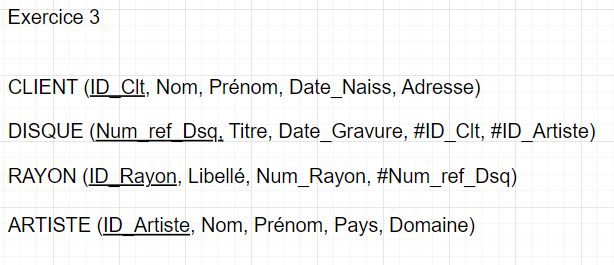 Exercice 3
CLIENT (ID_Clt, Nom, Prénom, Date_Naiss, Adresse)
DISQUE (Num_ref_Dsq, Titre, Date_Gravure, #ID_Clt, #ID_Artiste)
RAYON (ID_Rayon, Libellé, Num_Rayon, #Num_ref_Dsq)
ARTISTE (ID_Artiste, Nom, Prénom, Pays, Domaine)